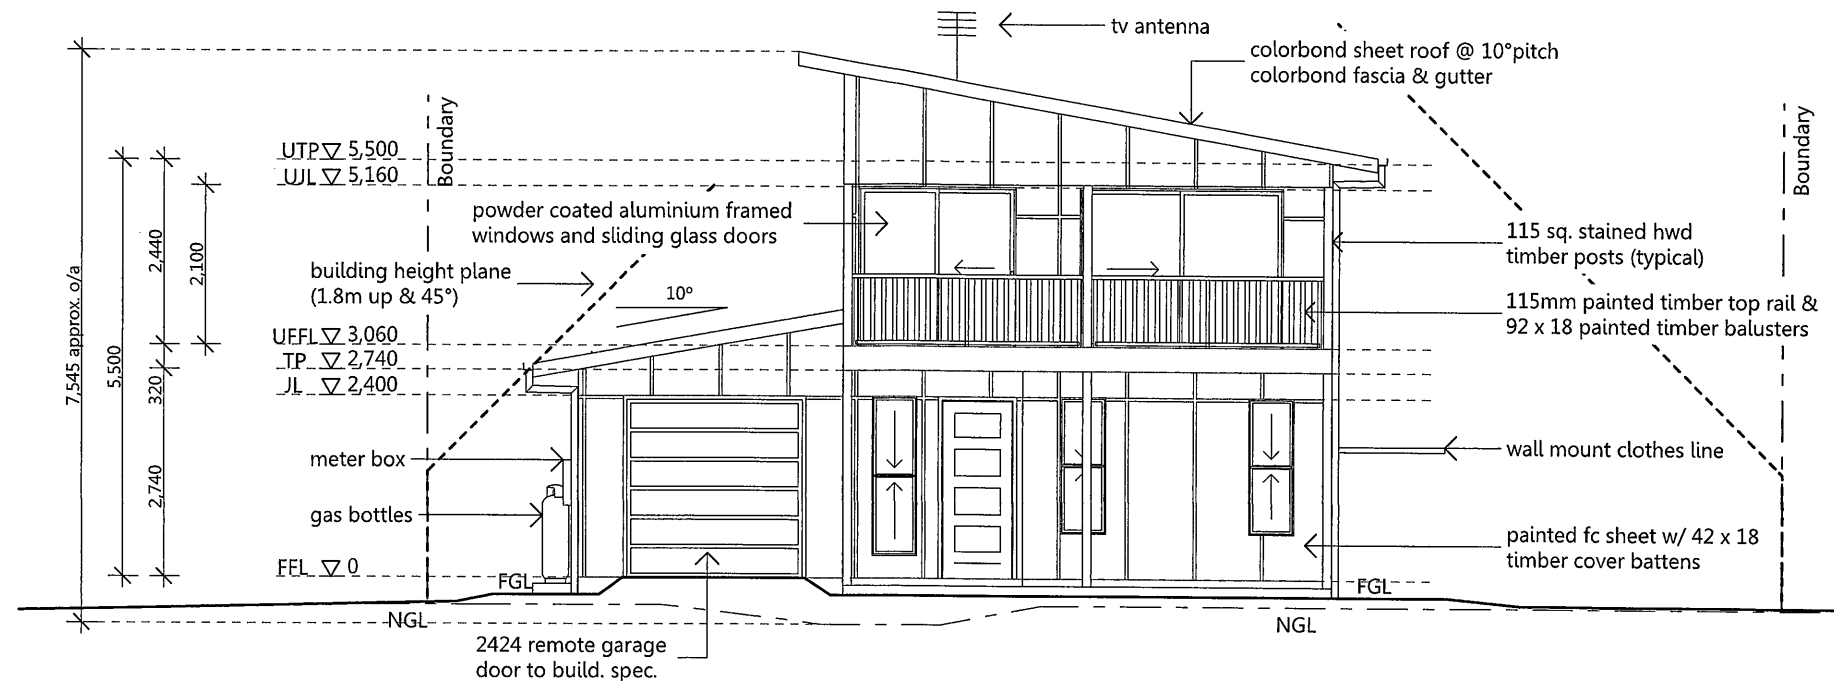 tv antenna
colorbond sheet roof @ 10°pitch
colorbond fascia & gutter
Boundary
Boundary
UTP 5,500
UJL 5,160
powder coated aluminium framed
windows and sliding glass doors
115 sq. stained hwd
timber posts (typical)
building height plane
(1.8m up & 45°)
10°
115mm painted timber top rail &
92 x 18 painted timber balusters
UFFL 3,060
TP 2,740
JL 2,400
7,545 approx. o/a
5,500
2,440
320
2,740
2,100
meter box
wall mount clothes line
gas bottles
painted fc sheet w/ 42 x 18
timber cover battens
FFL 0
FGL
FGL
NGL
NGL
2424 remote garage
door to build. spec.